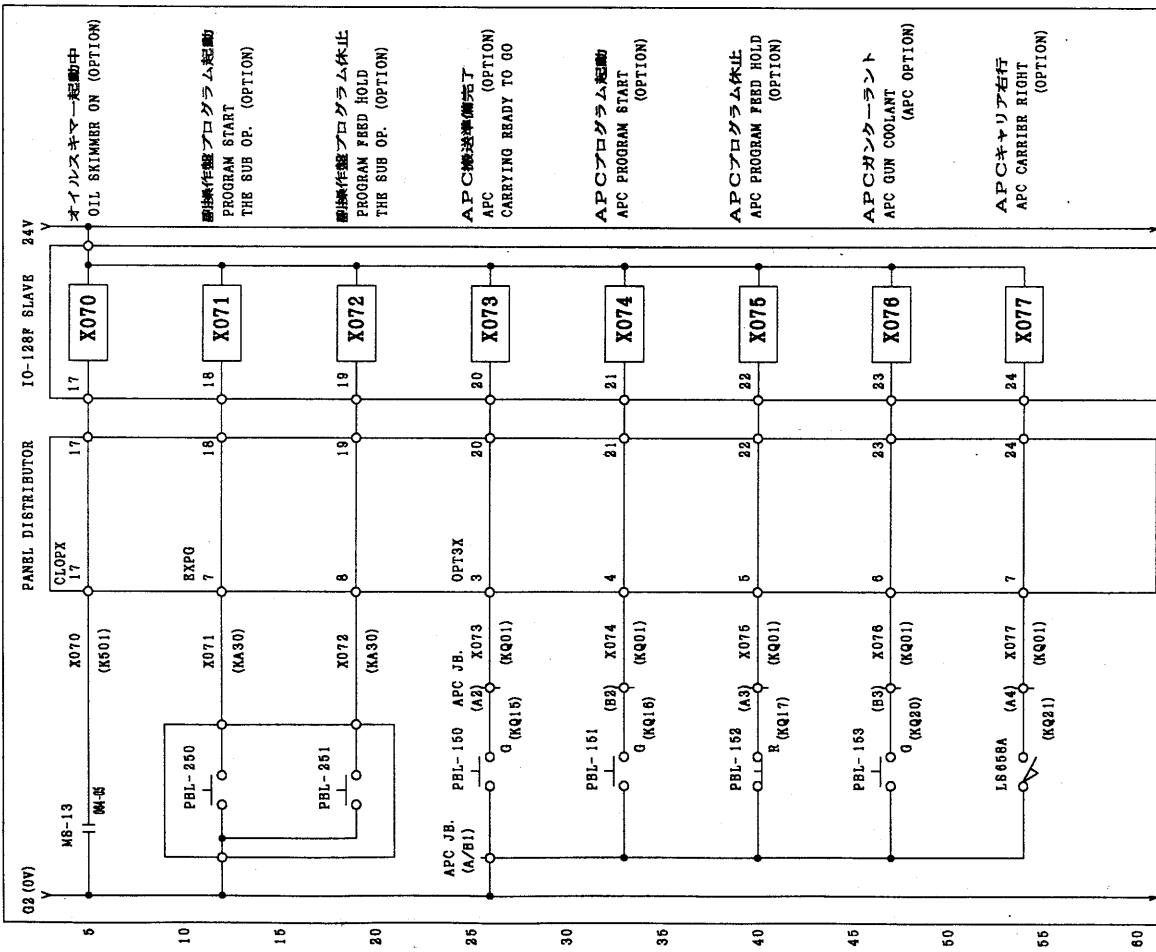 オイルスキマー起動中
OIL SKIMMER ON (OPTION)
副操作盤プログラム起動
PROGRAM START
THE SUB OP. (OPTION)
副操作盤プログラム休止
PROGRAM FEED HOLD
THE SUB OP. (OPTION)
APC搬送準備完了
APC (OPTION)
CARRYING READY TO GO
APCプログラム起動
APC PROGRAM START
(OPTION)
APCプログラム休止
APC PROGRAM FEED HOLD
(OPTION)
APCガンクーラント
APC GUN COOLANT
(APC OPTION)
APCキャリア右行
APC CARRIER RIGHT
(OPTION)
24V
IO-128F SLAVE
X070
X071
X072
X073
X074
X075
X076
X077
17
18
19
20
21
22
23
24
PANEL DISTRIBUTOR
17
18
19
20
21
22
23
24
CLOPX
17
EXPG
7
8
OPT3X
3
4
5
6
7
X070
(K501)
X071
(KA30)
X072
(KA30)
X073
(KQ01)
X074
(KQ01)
X075
(KQ01)
X076
(KQ01)
X077
(KQ01)
APC JB.
(A2)
(B2)
(A3)
(B3)
(A4)
G (KQ15)
G (KQ16)
R (KQ17)
G (KQ20)
(KQ21)
MS-13
PBL-250
PBL-251
PBL-150
PBL-151
PBL-152
PBL-153
LS658A
APC JB.
(A/B1)
G2(0V)
5
10
15
20
25
30
35
40
45
50
55
60